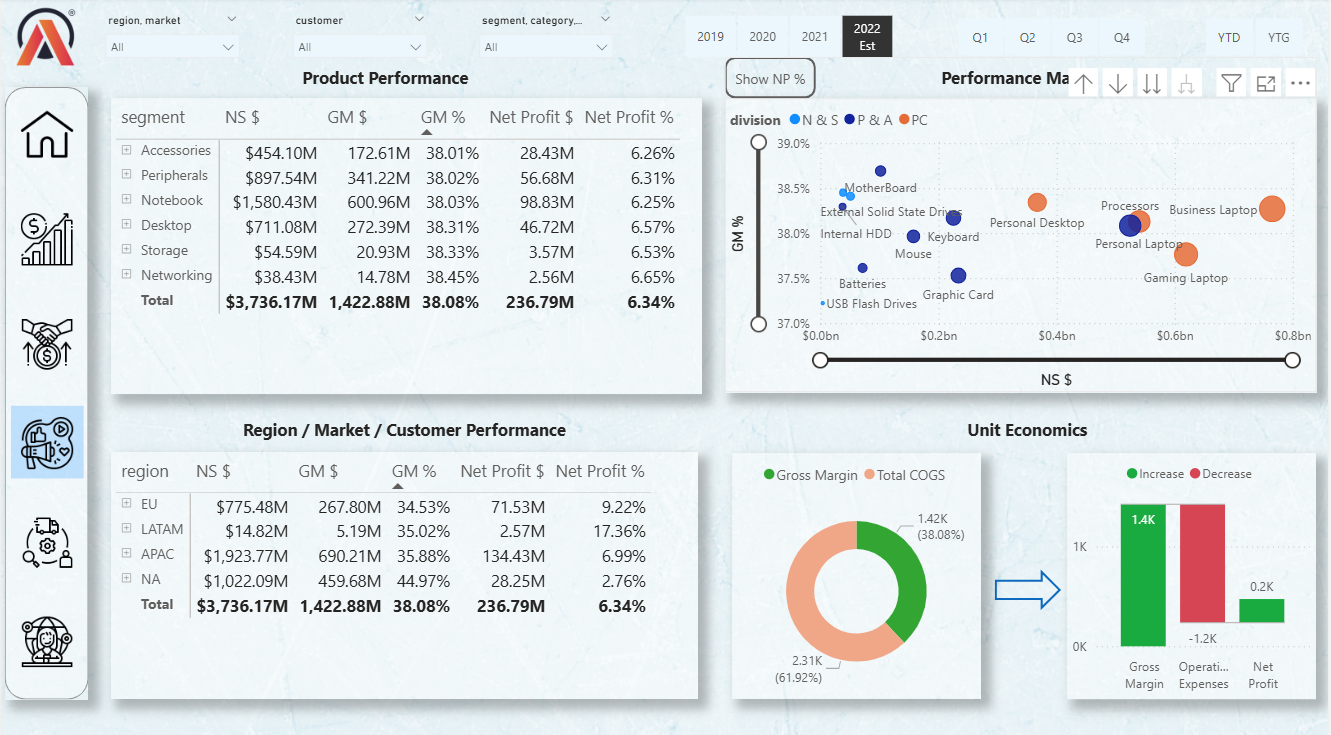 region, market
customer
segment, category,...
All
All
All
2019
2020
2021
2022
Est
Q1
Q2
Q3
Q4
YTD
YTG
Product Performance
segment NS $ GM $ GM % Net Profit $ Net Profit %
Accessories $454.10M 172.61M 38.01% 28.43M 6.26%
Peripherals $897.54M 341.22M 38.02% 56.68M 6.31%
Notebook $1,580.43M 600.96M 38.03% 98.83M 6.25%
Desktop $711.08M 272.39M 38.31% 46.72M 6.57%
Storage $54.59M 20.93M 38.33% 3.57M 6.53%
Networking $38.43M 14.78M 38.45% 2.56M 6.65%
Total $3,736.17M 1,422.88M 38.08% 236.79M 6.34%
Show NP %
Performance Ma
division N & S P & A PC
GM %
39.0%
38.5%
38.0%
37.5%
37.0%
MotherBoard
External Solid State Drives
Internal HDD
Keyboard
Mouse
Batteries
Graphic Card
USB Flash Drives
Personal Desktop
Processors
Business Laptop
Personal Laptop
Gaming Laptop
$0.0bn $0.2bn $0.4bn $0.6bn $0.8bn
NS $
Region / Market / Customer Performance
region NS $ GM $ GM % Net Profit $ Net Profit %
EU $775.48M 267.80M 34.53% 71.53M 9.22%
LATAM $14.82M 5.19M 35.02% 2.57M 17.36%
APAC $1,923.77M 690.21M 35.88% 134.43M 6.99%
NA $1,022.09M 459.68M 44.97% 28.25M 2.76%
Total $3,736.17M 1,422.88M 38.08% 236.79M 6.34%
Unit Economics
Gross Margin Total COGS
1.42K
(38.08%)
2.31K
(61.92%)
Increase Decrease
1K
0K
1.4K
-1.2K
0.2K
Gross
Margin
Operati...
Expenses
Net
Profit